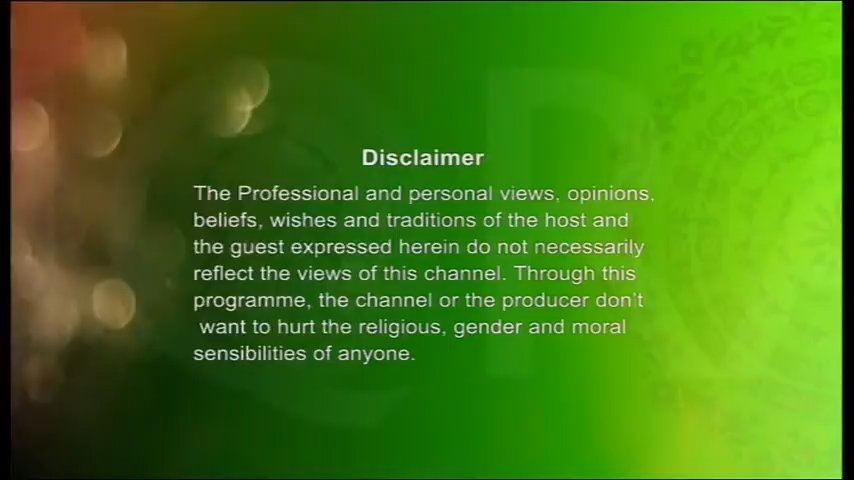 Disclaimer
The Professional and personal views, opinions,
beliefs, wishes and traditions of the host and
the guest expressed herein do not necessarily
reflect the views of this channel. Through this
programme, the channel or the producer don't
want to hurt the religious, gender and moral
sensibilities of anyone.